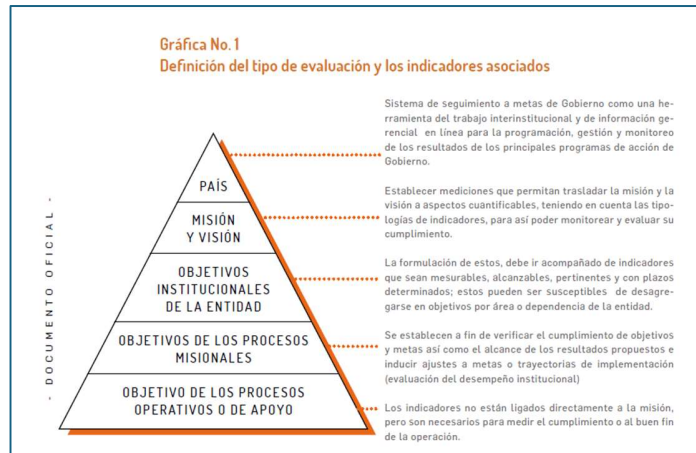 Gráfica No. 1
Definición del tipo de evaluación y los indicadores asociados
Sistema de seguimiento a metas de Gobierno como una he-
rramienta del trabajo interinstitucional y de información ge-
rencial en línea para la programación, gestión y monitoreo
de los resultados de los principales programas de acción de
Gobierno.
PAÍS
Establecer mediciones que permitan trasladar la misión y la
visión a aspectos cuantificables, teniendo en cuenta las tipo-
logías de indicadores, para así poder monitorear y evaluar su
cumplimiento.
MISIÓN
Y VISIÓN
La formulación de estos, debe ir acompañado de indicadores
que sean mesurables, alcanzables, pertinentes y con plazos
determinados; estos pueden ser susceptibles de desagre-
garse en objetivos por área o dependencia de la entidad.
OBJETIVOS
INSTITUCIONALES
DE LA ENTIDAD
Se establecen a fin de verificar el cumplimiento de objetivos
y metas así como el alcance de los resultados propuestos e
inducir ajustes a metas o trayectorias de implementación
(evaluación del desempeño institucional)
OBJETIVOS DE LOS PROCESOS
MISIONALES
OBJETIVO DE LOS PROCESOS
OPERATIVOS O DE APOYO
Los indicadores no están ligados directamente a la misión,
pero son necesarios para medir el cumplimiento o al buen fin
de la operación.
- DOCUMENTO OFICIAL -